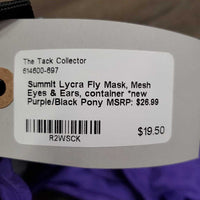 The Tack Collector
614600-697
Summit Lycra Fly Mask, Mesh
Eyes & Ears, container *new
Purple/Black Pony MSRP: $26.99
$19.50
R2WSCK